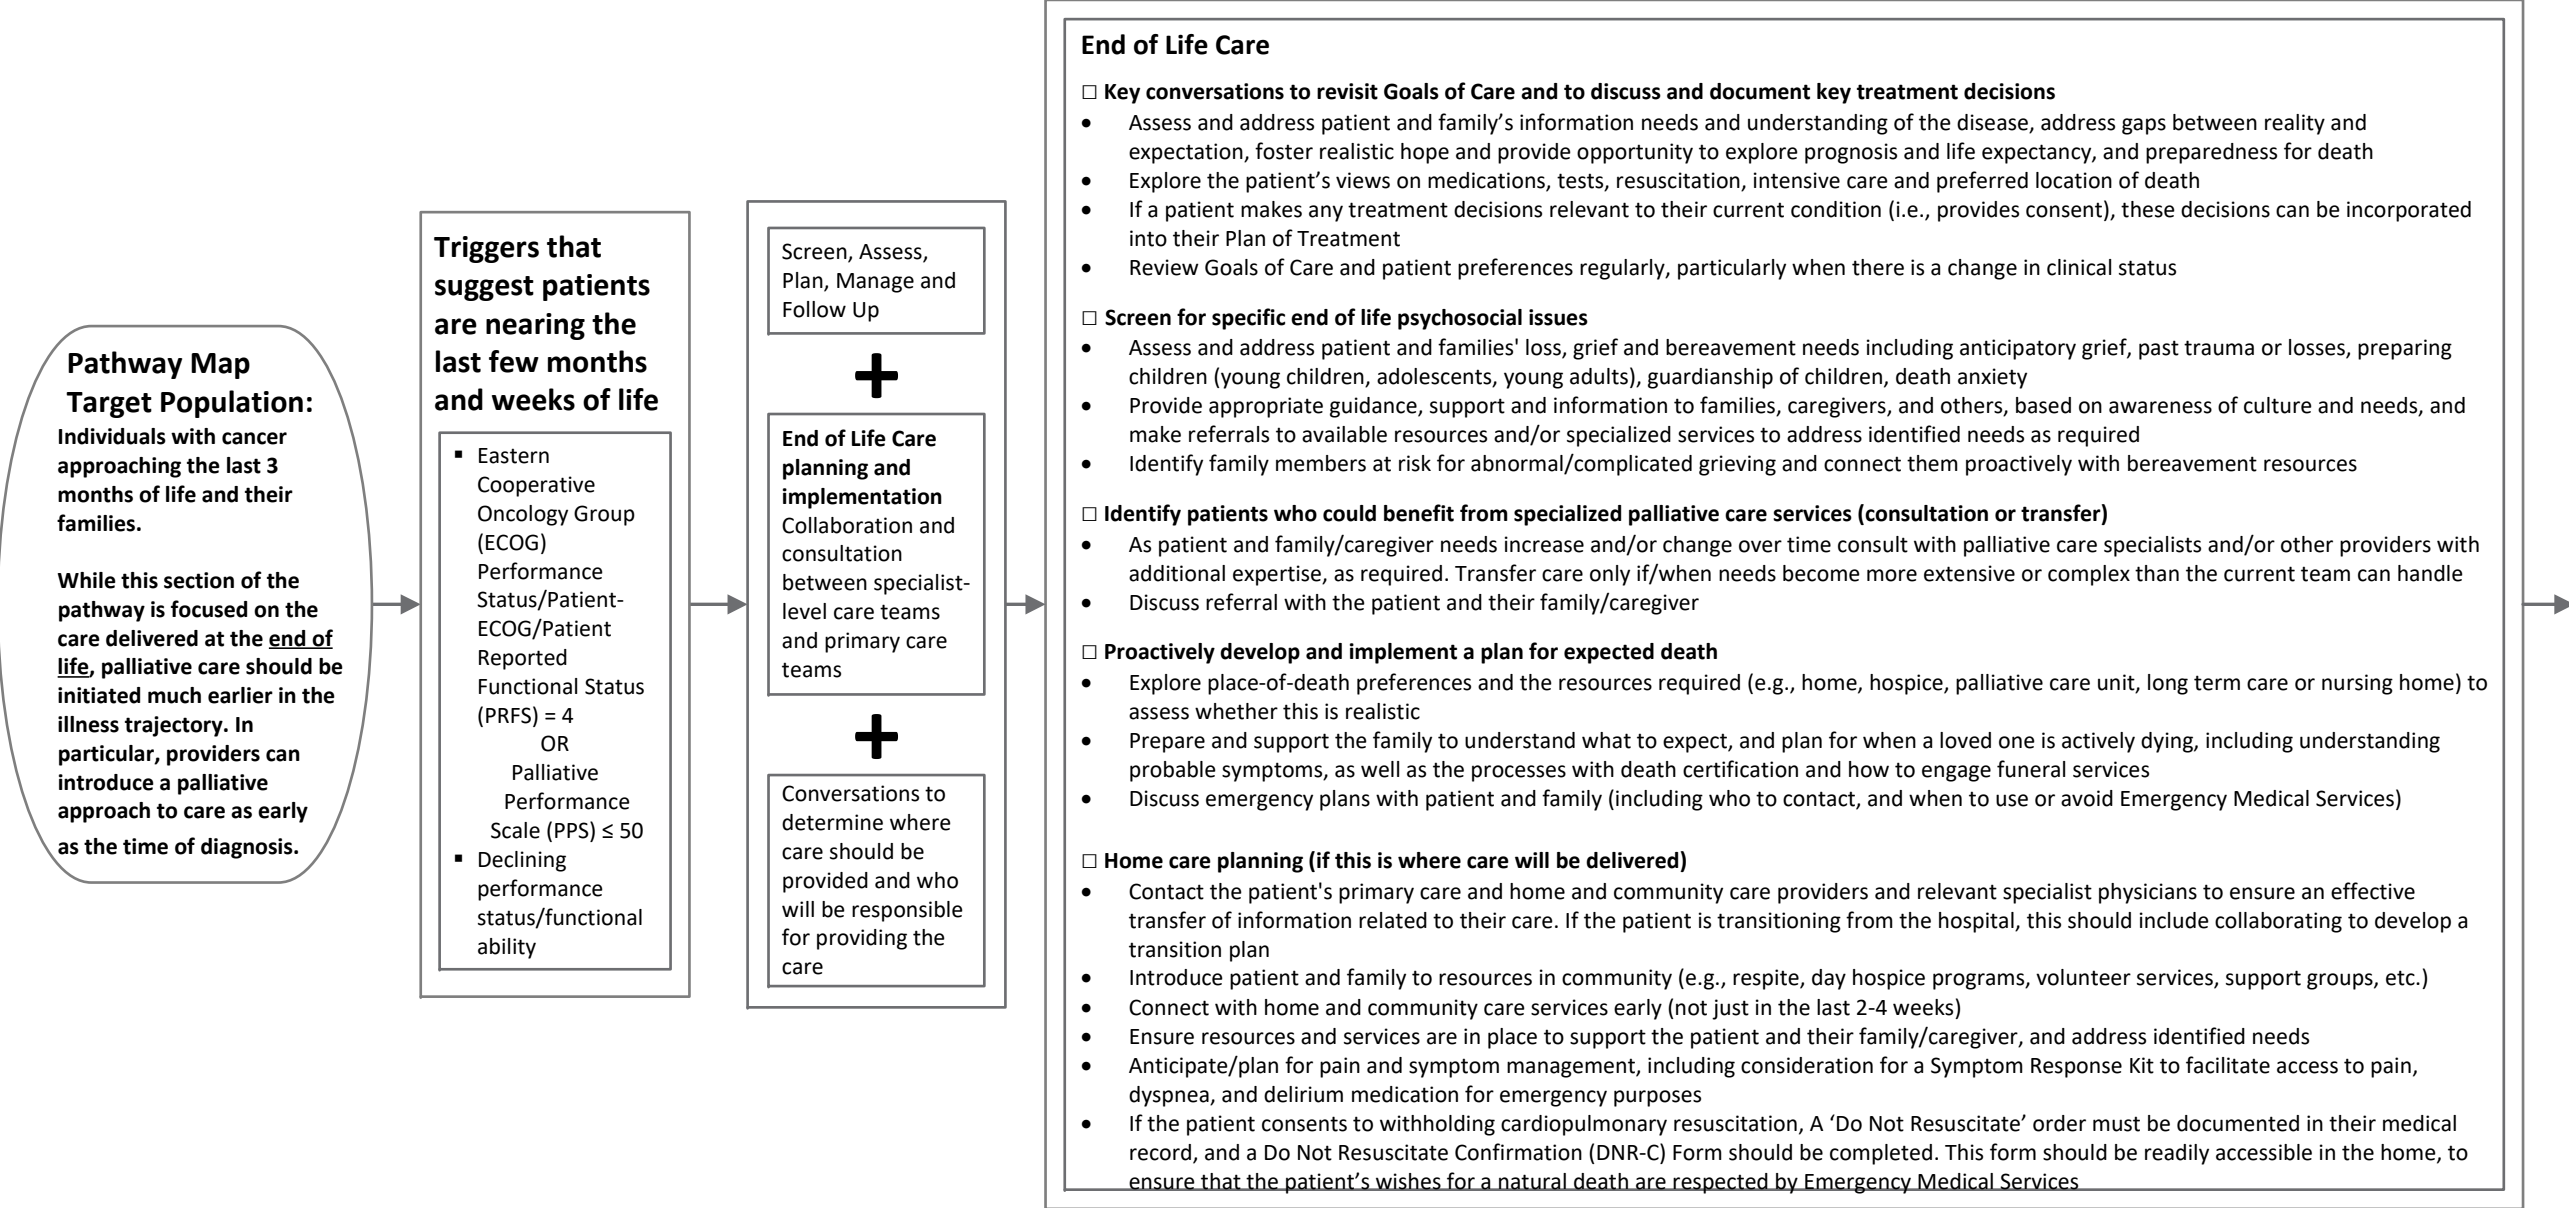 Pathway Map
Target Population:
Individuals with cancer
approaching the last 3
months of life and their
families.
While this section of the
pathway is focused on the
care delivered at the end of
life, palliative care should be
initiated much earlier in the
illness trajectory. In
particular, providers can
introduce a palliative
approach to care as early
as the time of diagnosis.
Triggers that
suggest patients
are nearing the
last few months
and weeks of life
▪ Eastern
Cooperative
Oncology Group
(ECOG)
Performance
Status/Patient-
ECOG/Patient
Reported
Functional Status
(PRFS) = 4
OR
Palliative
Performance
Scale (PPS) ≤ 50
▪ Declining
performance
status/functional
ability
Screen, Assess,
Plan, Manage and
Follow Up
+
End of Life Care
planning and
implementation
Collaboration and
consultation
between specialist-
level care teams
and primary care
teams
+
Conversations to
determine where
care should be
provided and who
will be responsible
for providing the
care
End of Life Care
□ Key conversations to revisit Goals of Care and to discuss and document key treatment decisions
• Assess and address patient and family’s information needs and understanding of the disease, address gaps between reality and
expectation, foster realistic hope and provide opportunity to explore prognosis and life expectancy, and preparedness for death
• Explore the patient’s views on medications, tests, resuscitation, intensive care and preferred location of death
• If a patient makes any treatment decisions relevant to their current condition (i.e., provides consent), these decisions can be incorporated
into their Plan of Treatment
• Review Goals of Care and patient preferences regularly, particularly when there is a change in clinical status
□ Screen for specific end of life psychosocial issues
• Assess and address patient and families' loss, grief and bereavement needs including anticipatory grief, past trauma or losses, preparing
children (young children, adolescents, young adults), guardianship of children, death anxiety
• Provide appropriate guidance, support and information to families, caregivers, and others, based on awareness of culture and needs, and
make referrals to available resources and/or specialized services to address identified needs as required
• Identify family members at risk for abnormal/complicated grieving and connect them proactively with bereavement resources
□ Identify patients who could benefit from specialized palliative care services (consultation or transfer)
• As patient and family/caregiver needs increase and/or change over time consult with palliative care specialists and/or other providers with
additional expertise, as required. Transfer care only if/when needs become more extensive or complex than the current team can handle
• Discuss referral with the patient and their family/caregiver
□ Proactively develop and implement a plan for expected death
• Explore place-of-death preferences and the resources required (e.g., home, hospice, palliative care unit, long term care or nursing home) to
assess whether this is realistic
• Prepare and support the family to understand what to expect, and plan for when a loved one is actively dying, including understanding
probable symptoms, as well as the processes with death certification and how to engage funeral services
• Discuss emergency plans with patient and family (including who to contact, and when to use or avoid Emergency Medical Services)
□ Home care planning (if this is where care will be delivered)
• Contact the patient's primary care and home and community care providers and relevant specialist physicians to ensure an effective
transfer of information related to their care. If the patient is transitioning from the hospital, this should include collaborating to develop a
transition plan
• Introduce patient and family to resources in community (e.g., respite, day hospice programs, volunteer services, support groups, etc.)
• Connect with home and community care services early (not just in the last 2-4 weeks)
• Ensure resources and services are in place to support the patient and their family/caregiver, and address identified needs
• Anticipate/plan for pain and symptom management, including consideration for a Symptom Response Kit to facilitate access to pain,
dyspnea, and delirium medication for emergency purposes
• If the patient consents to withholding cardiopulmonary resuscitation, A ‘Do Not Resuscitate’ order must be documented in their medical
record, and a Do Not Resuscitate Confirmation (DNR-C) Form should be completed. This form should be readily accessible in the home, to
ensure that the patient’s wishes for a natural death are respected by Emergency Medical Services